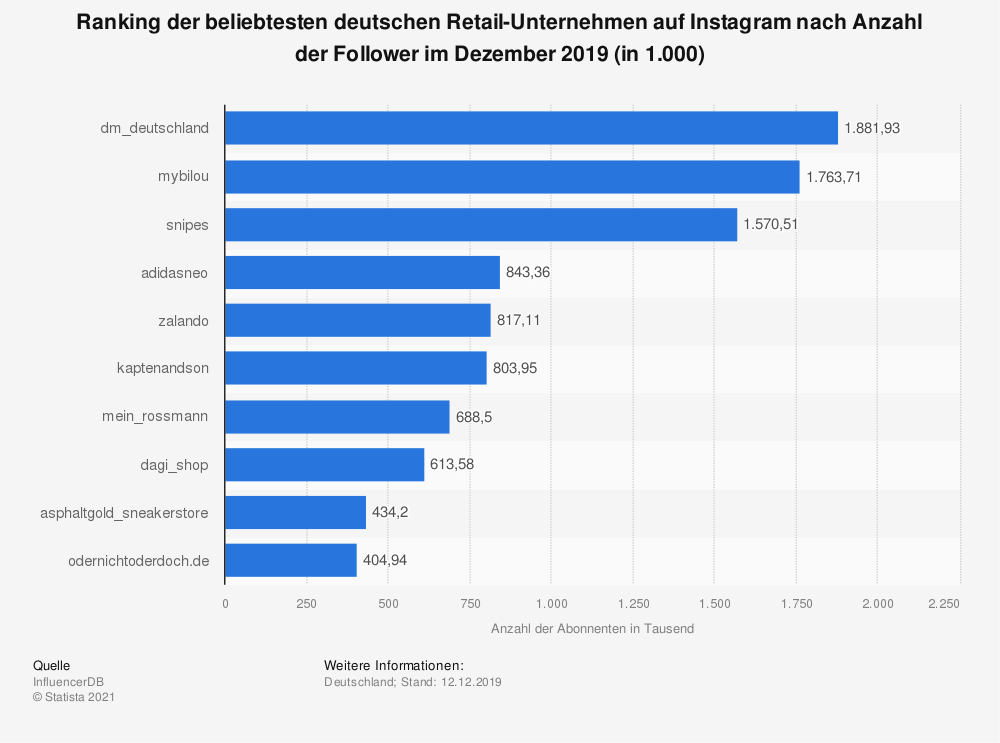 Ranking der beliebtesten deutschen Retail-Unternehmen auf Instagram nach Anzahl
der Follower im Dezember 2019 (in 1.000)
dm_deutschland 1.881,93
mybilou 1.763,71
snipes 1.570,51
adidasneo 843,36
zalando 817,11
kaptenandson 803,95
mein_rossmann 688,5
dagi_shop 613,58
asphaltgold_sneakerstore 434,2
odernichtoderdoch.de 404,94
0 250 500 750 1.000 1.250 1.500 1.750 2.000 2.250
Anzahl der Abonnenten in Tausend
Quelle
InfluencerDB
© Statista 2021
Weitere Informationen:
Deutschland; Stand: 12.12.2019